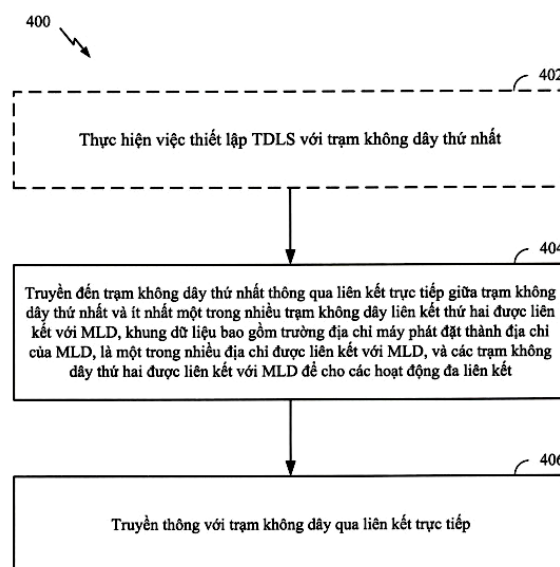 400
402
Thực hiện việc thiết lập TDLS với trạm không dây thứ nhất
404
Truyền đến trạm không dây thứ nhất thông qua liên kết trực tiếp giữa trạm không
dây thứ nhất và ít nhất một trong nhiều trạm không dây liên kết thứ hai được liên
kết với MLD, khung dữ liệu bao gồm trường địa chỉ máy phát đặt thành địa chỉ
của MLD, là một trong nhiều địa chỉ được liên kết với MLD, và các trạm không
dây thứ hai được liên kết với MLD để cho các hoạt động đa liên kết
406
Truyền thông với trạm không dây qua liên kết trực tiếp